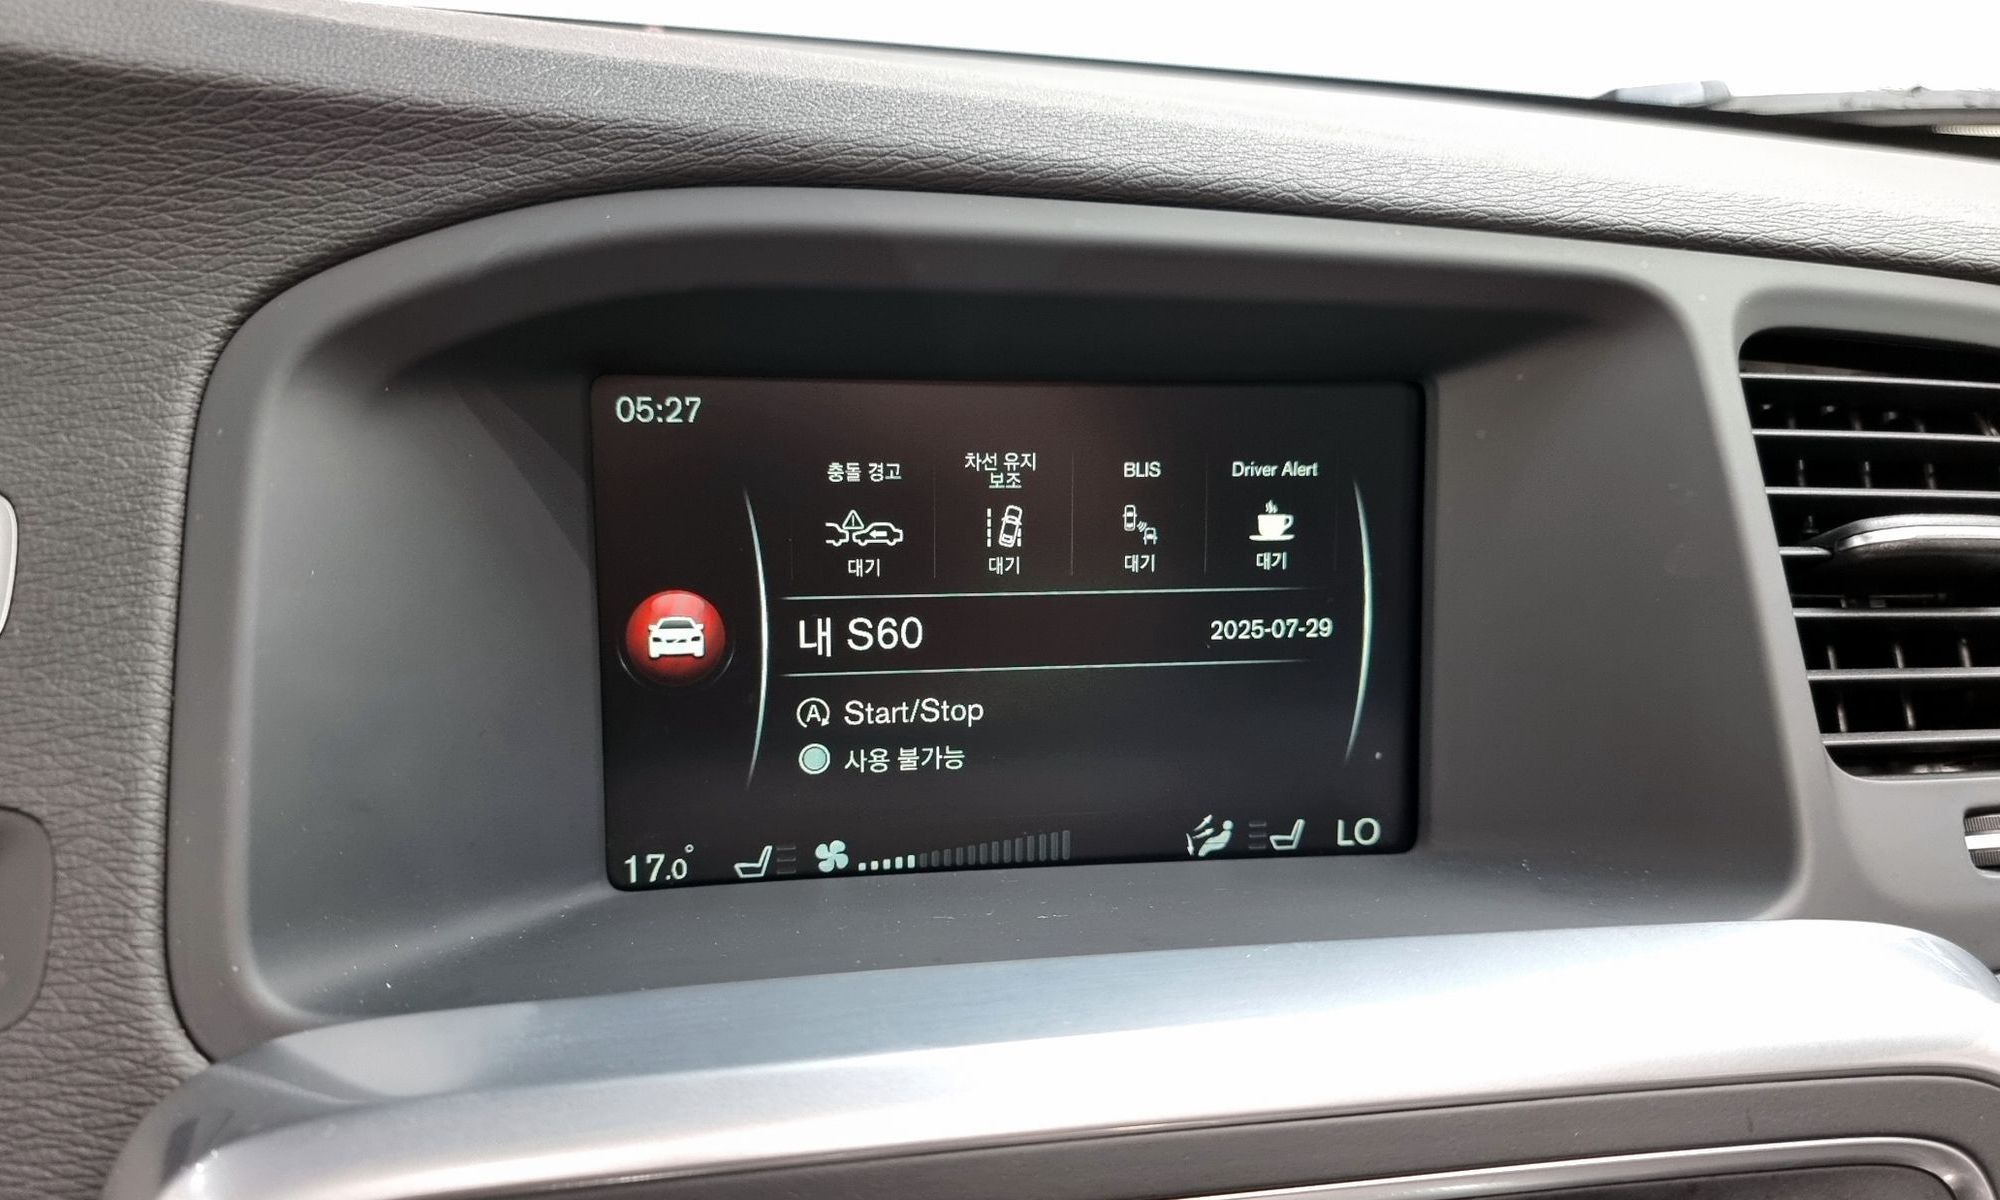 05:27
충돌 경고
차선 유지
보조
BLIS
Driver Alert
대기
대기
대기
대기
내 S60
2025-07-29
A Start/Stop
사용 불가능
17.0°
LO